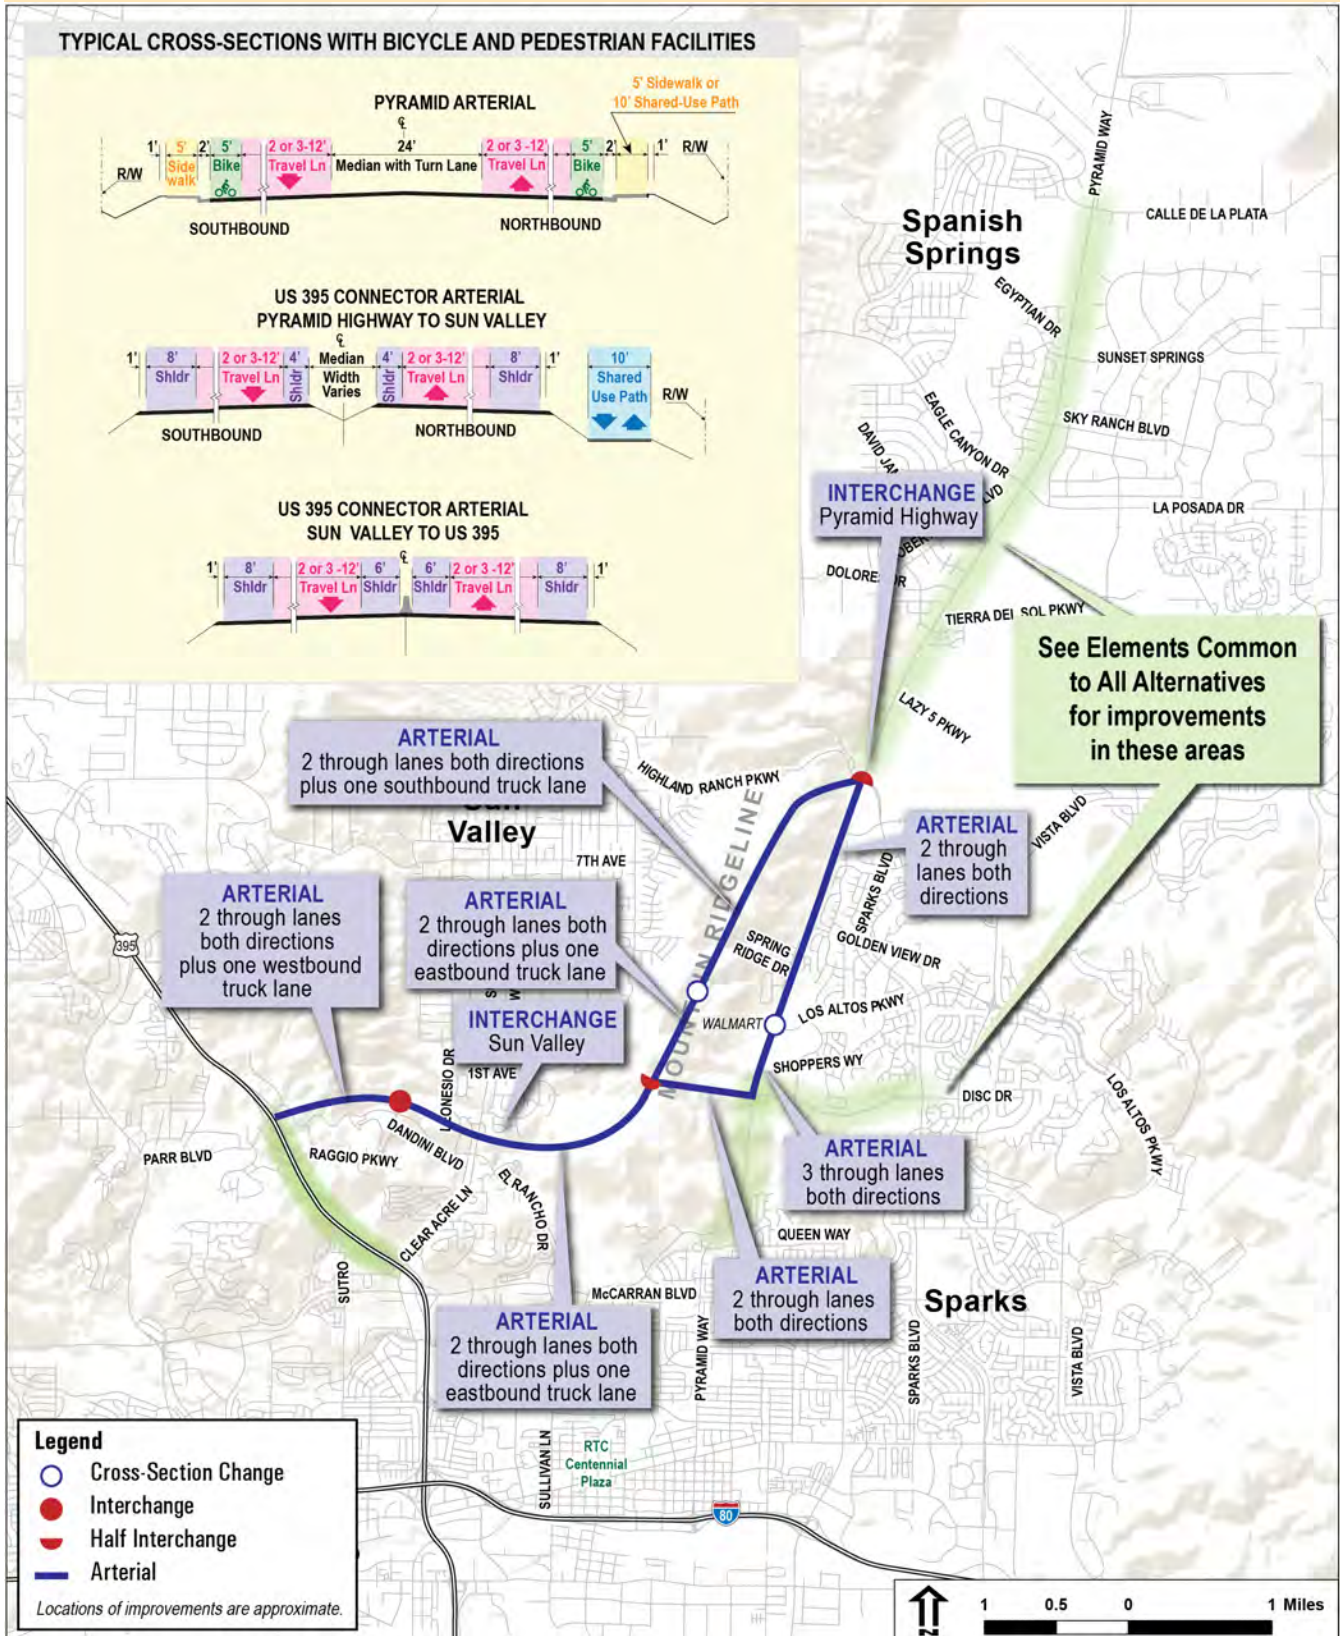 TYPICAL CROSS-SECTIONS WITH BICYCLE AND PEDESTRIAN FACILITIES
5' Sidewalk or
10' Shared-Use Path
PYRAMID ARTERIAL
℄
1' 5' 2' 5' 2 or 3-12' 24' 2 or 3 -12' 5' 2' 1' R/W
R/W Side walk Bike Travel Ln Median with Turn Lane Travel Ln Bike
SOUTHBOUND NORTHBOUND
US 395 CONNECTOR ARTERIAL
PYRAMID HIGHWAY TO SUN VALLEY
℄
1' 8' 2 or 3-12' 4' Median 4' 2 or 3-12' 8' 1' 10'
Shldr Travel Ln Shldr Width Varies Shldr Travel Ln Shldr Shared Use Path R/W
SOUTHBOUND NORTHBOUND
US 395 CONNECTOR ARTERIAL
SUN VALLEY TO US 395
℄
1' 8' 2 or 3 -12' 6' 6' 2 or 3 -12' 8' 1'
Shldr Travel Ln Shldr Shldr Travel Ln Shldr
PYRAMID WAY
CALLE DE LA PLATA
Spanish
Springs
EGYPTIAN DR
SUNSET SPRINGS
EAGLE CANYON DR
SKY RANCH BLVD
DAVID
LA POSADA DR
INTERCHANGE
Pyramid Highway
DOLORES DR
TIERRA DEL SOL PKWY
See Elements Common
to All Alternatives
for improvements
in these areas
LAZY 5 PKWY
ARTERIAL
2 through lanes both directions
plus one southbound truck lane
HIGHLAND RANCH PKWY
Valley
7TH AVE
ARTERIAL
2 through
lanes both
directions
VISTA BLVD
SPARKS BLVD
ARTERIAL
2 through lanes
both directions
plus one westbound
truck lane
ARTERIAL
2 through lanes both
directions plus one
eastbound truck lane
MOUNTAIN RIDGELINE
SPRING
RIDGE DR
GOLDEN VIEW DR
395
INTERCHANGE
Sun Valley
WALMART
LOS ALTOS PKWY
1ST AVE
SHOPPERS WY
DISC DR
LOS ALTOS PKWY
DANDINI BLVD
PARR BLVD
RAGGIO PKWY
ARTERIAL
3 through lanes
both directions
EL RANCHO DR
CLEAR ACRE LN
QUEEN WAY
SUTRO
ARTERIAL
2 through lanes
both directions
McCARRAN BLVD
Sparks
ARTERIAL
2 through lanes both
directions plus one
eastbound truck lane
PYRAMID WAY
SPARKS BLVD
VISTA BLVD
SULLIVAN LN
RTC
Centennial
Plaza
80
Legend
Cross-Section Change
Interchange
Half Interchange
Arterial
Locations of improvements are approximate.
1 0.5 0 1 Miles